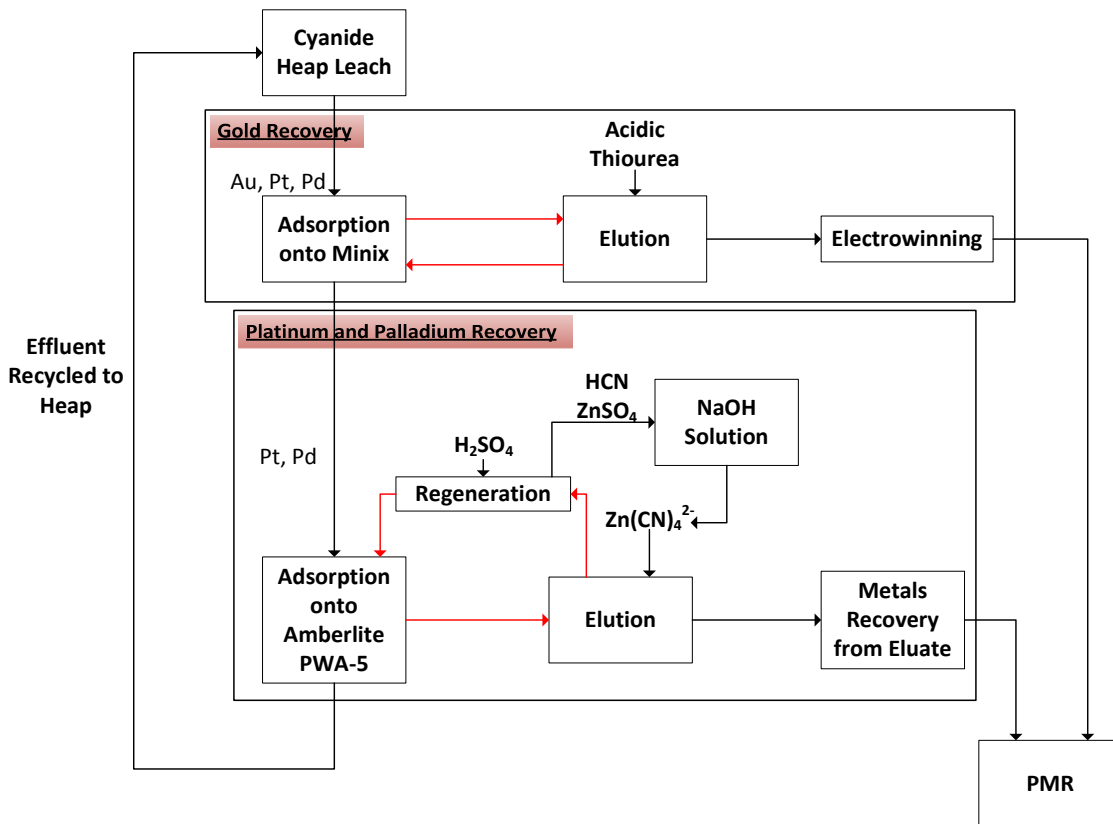 Cyanide
Heap Leach
Gold Recovery
Acidic
Thiourea
Au, Pt, Pd
Adsorption
onto Minix
Elution
Electrowinning
Platinum and Palladium Recovery
Effluent
Recycled to
Heap
HCN
ZnSO₄
NaOH
Solution
H₂SO₄
Pt, Pd
Regeneration
Zn(CN)₄²⁻
Adsorption
onto
Amberlite
PWA-5
Elution
Metals
Recovery
from Eluate
PMR